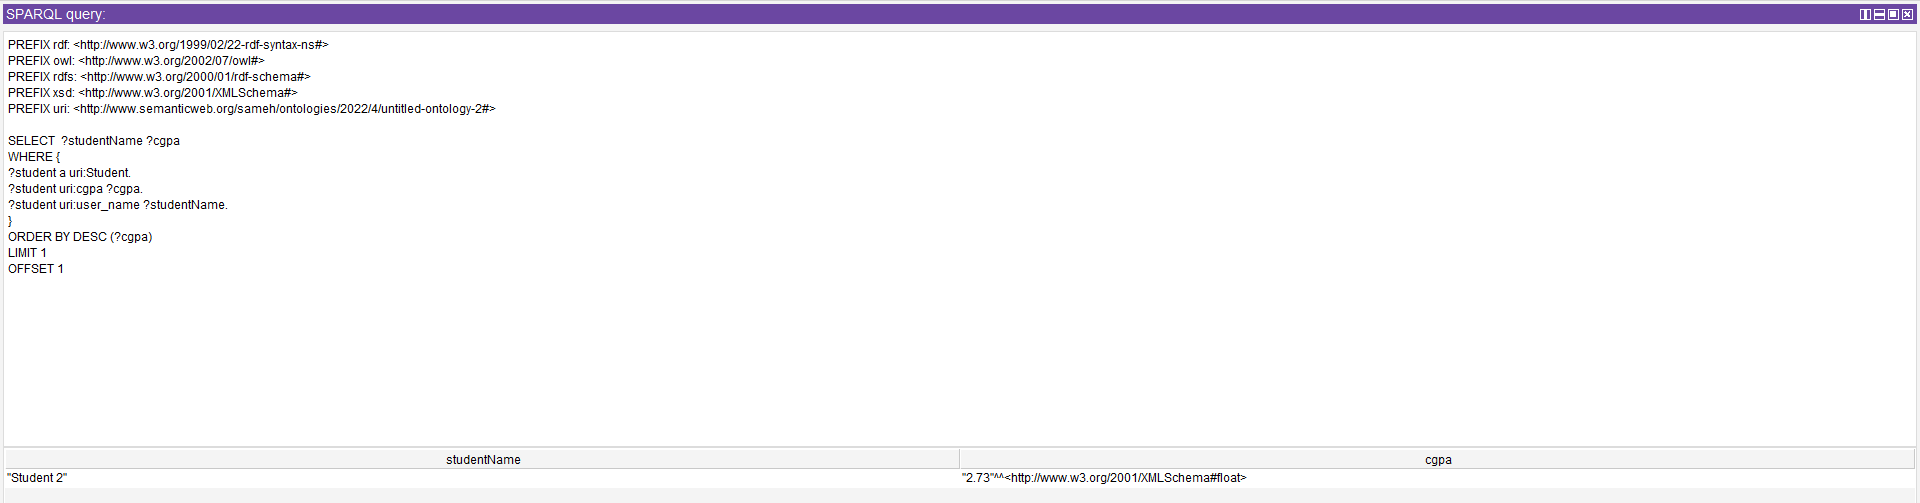 SPARQL query:
PREFIX rdf: <http://www.w3.org/1999/02/22-rdf-syntax-ns#>
PREFIX owl: <http://www.w3.org/2002/07/owl#>
PREFIX rdfs: <http://www.w3.org/2000/01/rdf-schema#>
PREFIX xsd: <http://www.w3.org/2001/XMLSchema#>
PREFIX uri: <http://www.semanticweb.org/sameh/ontologies/2022/4/untitled-ontology-2#>
SELECT  ?studentName ?cgpa
WHERE {
?student a uri:Student.
?student uri:cgpa ?cgpa.
?student uri:user_name ?studentName.
}
ORDER BY DESC (?cgpa)
LIMIT 1
OFFSET 1
studentName cgpa
"Student 2" "2.73"^^<http://www.w3.org/2001/XMLSchema#float>